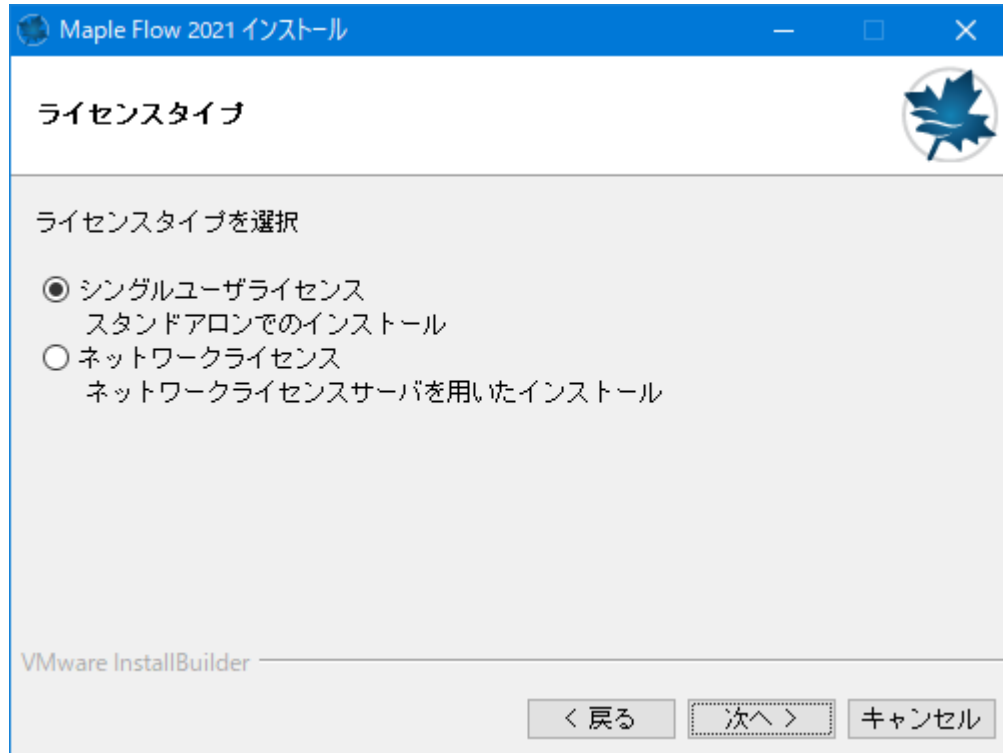 Maple Flow 2021 インストール
ライセンスタイプ
ライセンスタイプを選択
シングルユーザライセンス
スタンドアロンでのインストール
ネットワークライセンス
ネットワークライセンスサーバを用いたインストール
VMware InstallBuilder
< 戻る 次へ > キャンセル